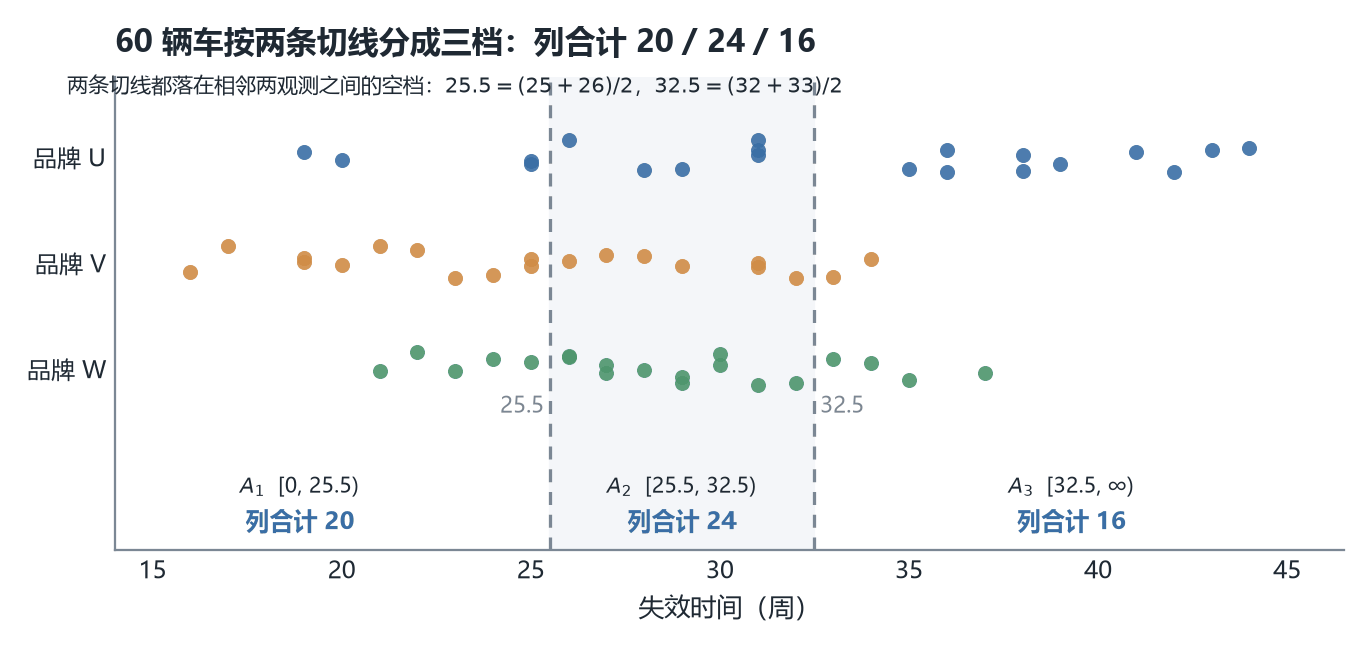 60 辆车按两条切线分成三档：列合计 20 / 24 / 16
两条切线都落在相邻两观测之间的空档：25.5 = (25 + 26)/2，32.5 = (32 + 33)/2
品牌 U
品牌 V
品牌 W
25.5
32.5
A₁ [0, 25.5)
A₂ [25.5, 32.5)
A₃ [32.5, ∞)
列合计 20
列合计 24
列合计 16
15 20 25 30 35 40 45
失效时间（周）